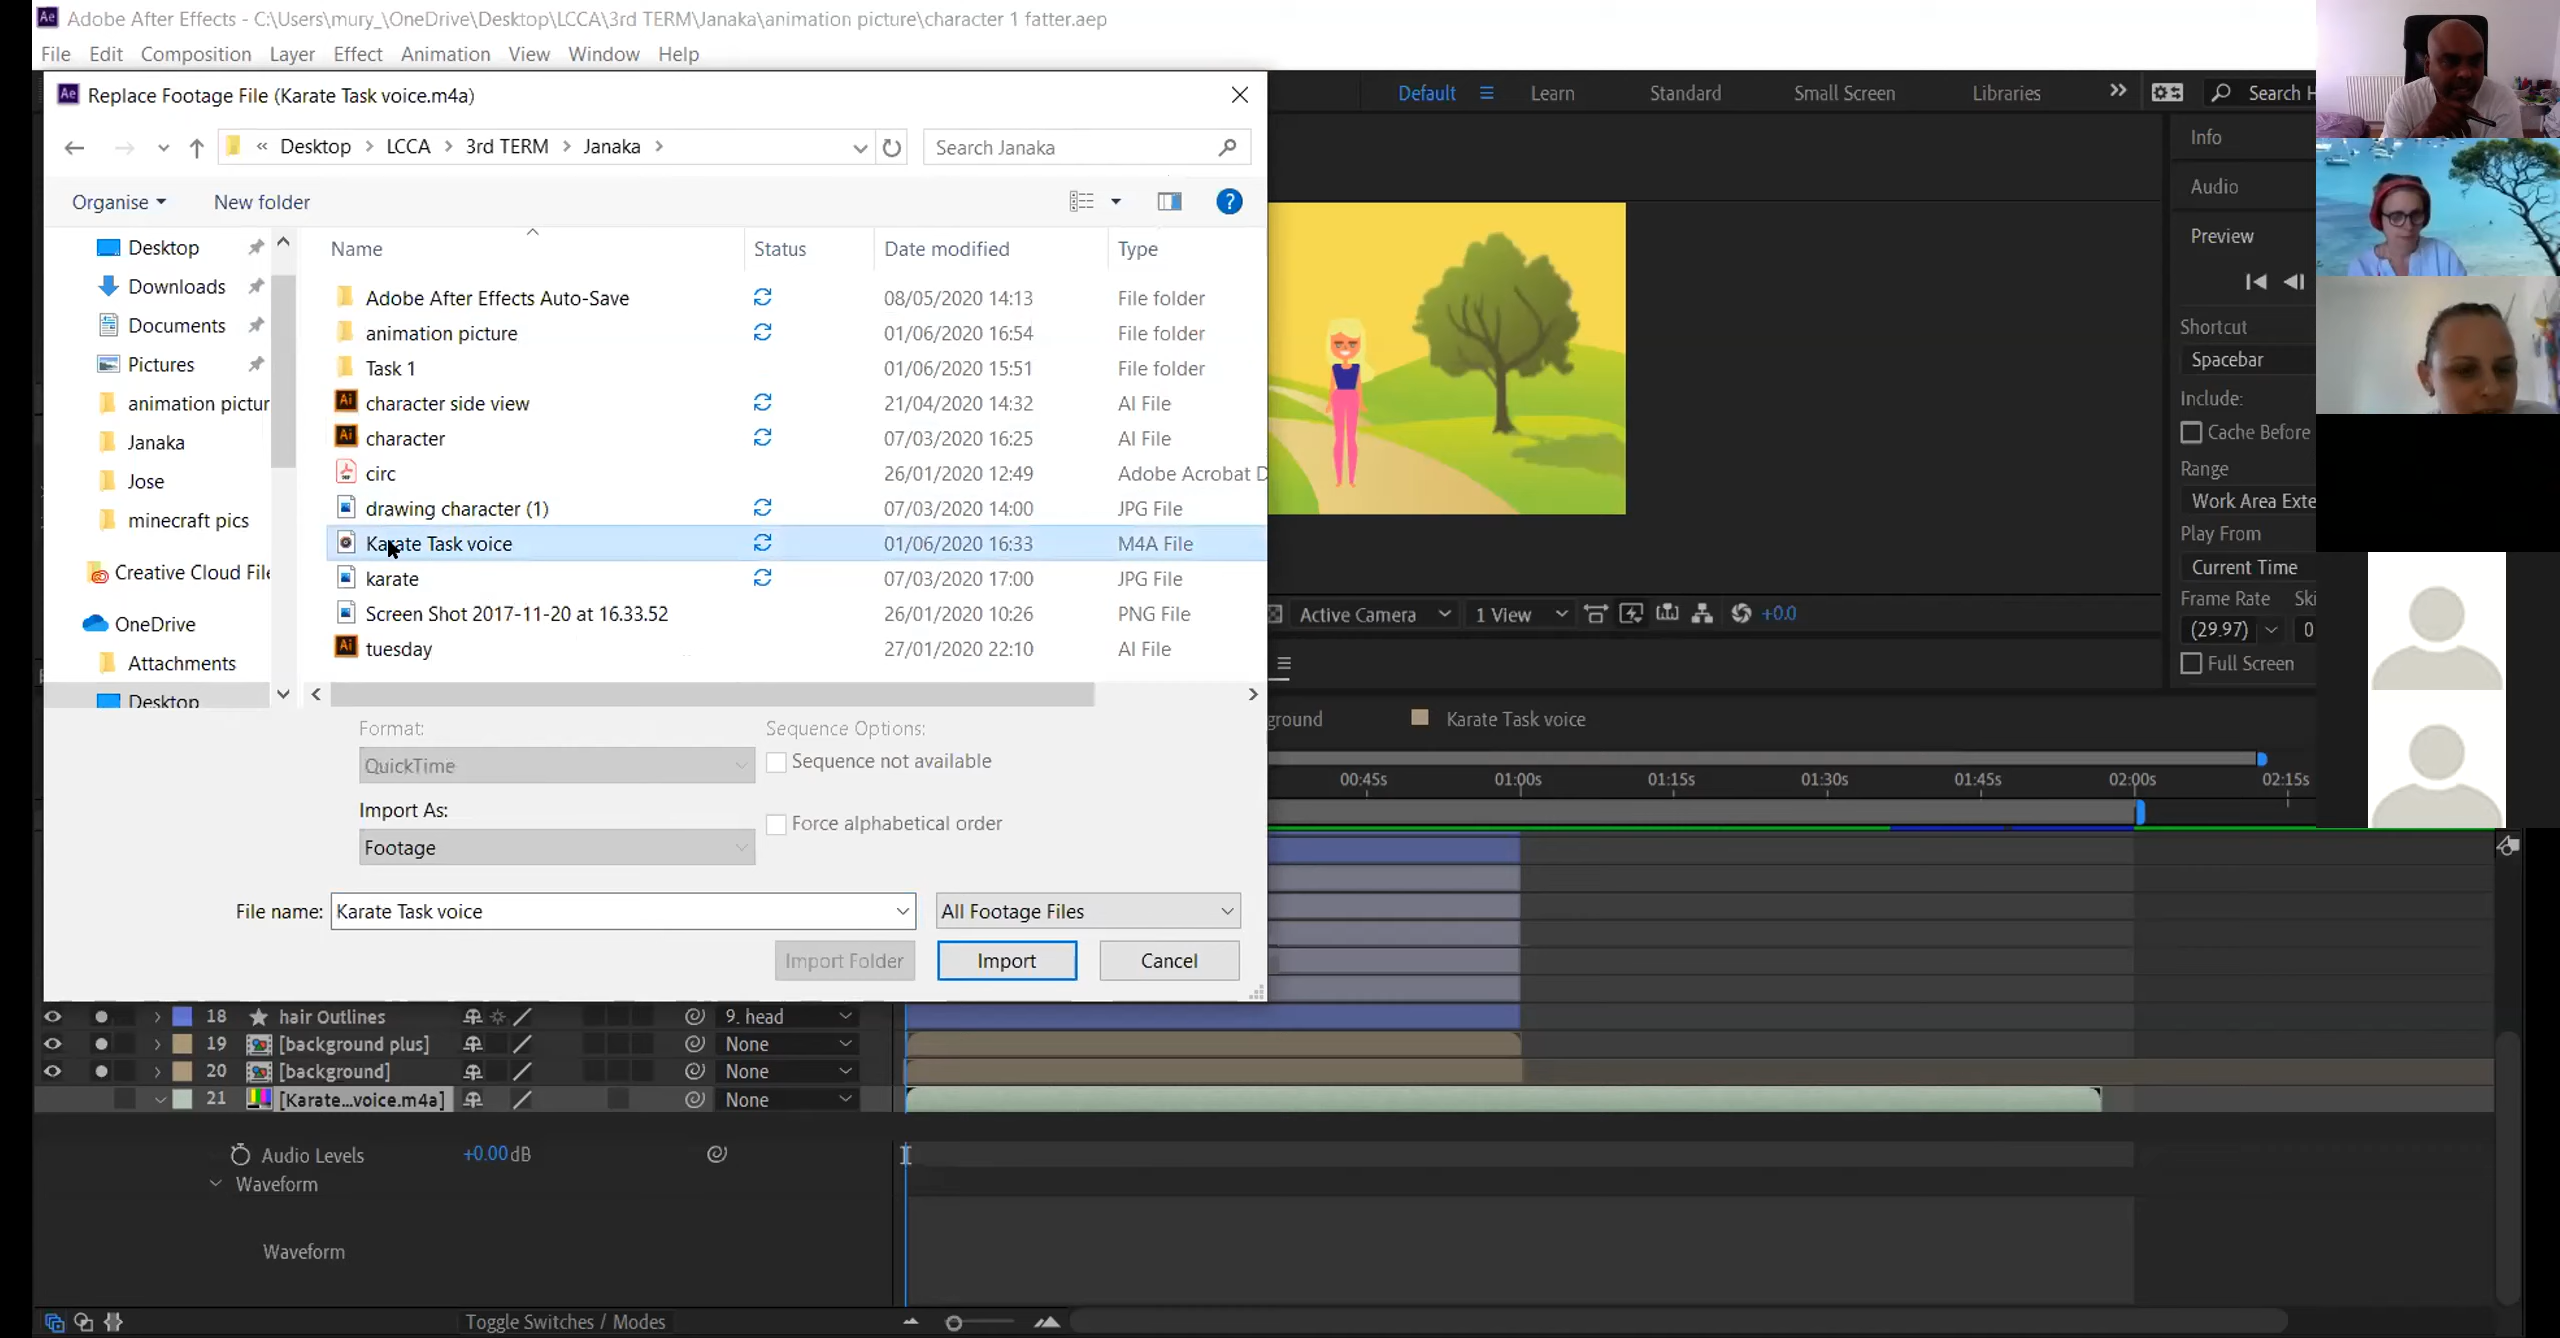 Adobe After Effects - C:\Users\mury_\OneDrive\Desktop\LCCA\3rd TERM\Janaka\animation picture\character 1 fatter.aep
File Edit Composition Layer Effect Animation View Window Help
Replace Footage File (Karate Task voice.m4a)
« Desktop > LCCA > 3rd TERM > Janaka >
Search Janaka
Organise New folder
Name Status Date modified Type
Adobe After Effects Auto-Save 08/05/2020 14:13 File folder
animation picture 01/06/2020 16:54 File folder
Task 1 01/06/2020 15:51 File folder
character side view 21/04/2020 14:32 AI File
character 07/03/2020 16:25 AI File
circ 26/01/2020 12:49 Adobe Acrobat D
drawing character (1) 07/03/2020 14:00 JPG File
Karate Task voice 01/06/2020 16:33 M4A File
karate 07/03/2020 17:00 JPG File
Screen Shot 2017-11-20 at 16.33.52 26/01/2020 10:26 PNG File
tuesday 27/01/2020 22:10 AI File
Desktop
Downloads
Documents
Pictures
animation pictur
Janaka
Jose
minecraft pics
Creative Cloud File
OneDrive
Attachments
Desktop
Format:
QuickTime
Import As:
Footage
Sequence Options:
Sequence not available
Force alphabetical order
File name: Karate Task voice
All Footage Files
Import Folder Import Cancel
Default Learn Standard Small Screen Libraries
Search H
Info
Audio
Preview
Shortcut
Spacebar
Include:
Cache Before
Range
Work Area Exte
Play From
Current Time
Frame Rate Ski
(29.97) 0
Full Screen
Active Camera 1 View +0.0
ground Karate Task voice
00:45s 01:00s 01:15s 01:30s 01:45s 02:00s 02:15s
18 hair Outlines 9. head
19 [background plus] None
20 [background] None
21 [Karate...voice.m4a] None
Audio Levels +0.00 dB
Waveform
Waveform
Toggle Switches / Modes